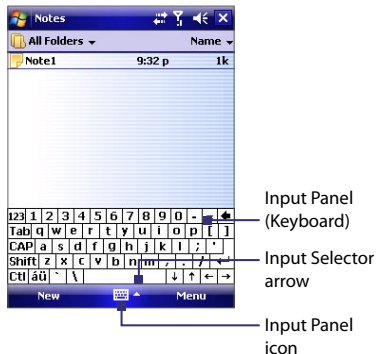 Notes
All Folders Name
Note1 9:32 p 1k
123 1 2 3 4 5 6 7 8 9 0 - =
Tab q w e r t y u i o p [ ]
CAP a s d f g h j k l ; '
Shift z x c v b n m , . /
Ctl áü ` \ ↓ ↑ ← →
New Menu
Input Panel
(Keyboard)
Input Selector
arrow
Input Panel
icon